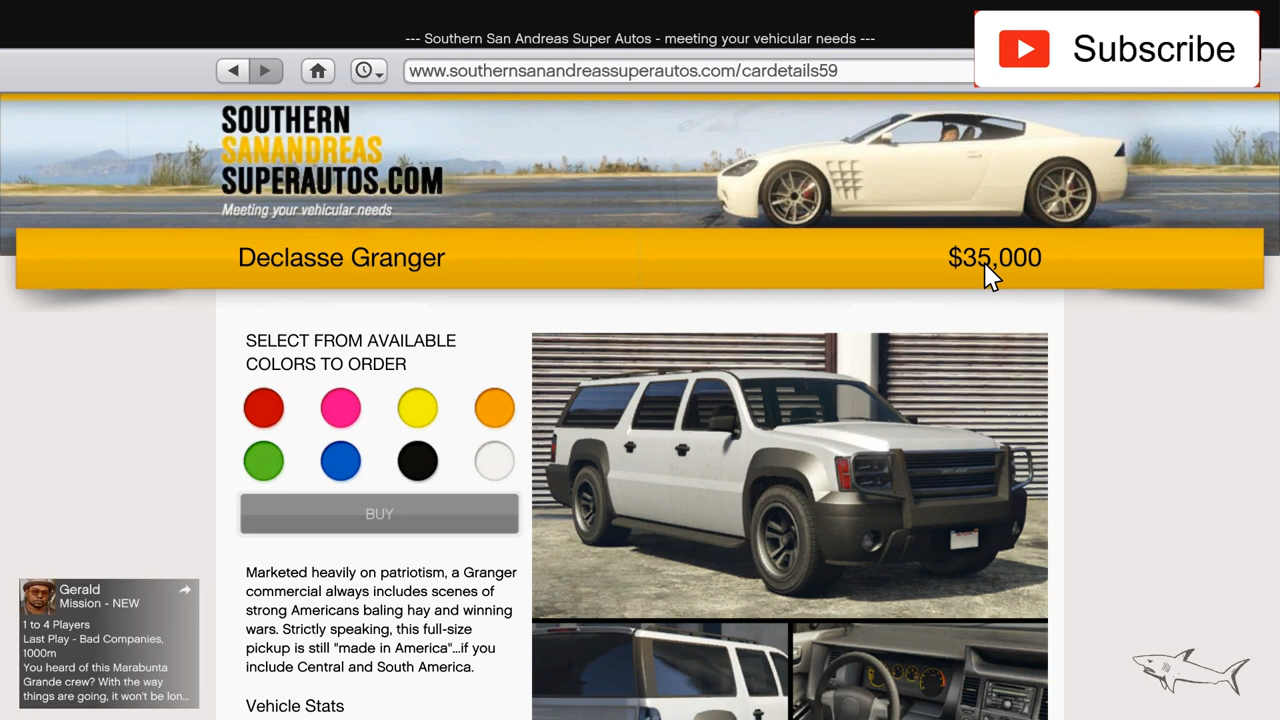 --- Southern San Andreas Super Autos - meeting your vehicular needs ---
Subscribe
www.southernsanandreassuperautos.com/cardetails59
SOUTHERN
SANANDREAS
SUPERAUTOS.COM
Meeting your vehicular needs
Declasse Granger
$35,000
SELECT FROM AVAILABLE
COLORS TO ORDER
BUY
Marketed heavily on patriotism, a Granger
commercial always includes scenes of
strong Americans baling hay and winning
wars. Strictly speaking, this full-size
pickup is still "made in America"...if you
include Central and South America.
Vehicle Stats
Gerald
Mission - NEW
1 to 4 Players
Last Play - Bad Companies,
1000m
You heard of this Marabunta
Grande crew? With the way
things are going, it won't be lon...